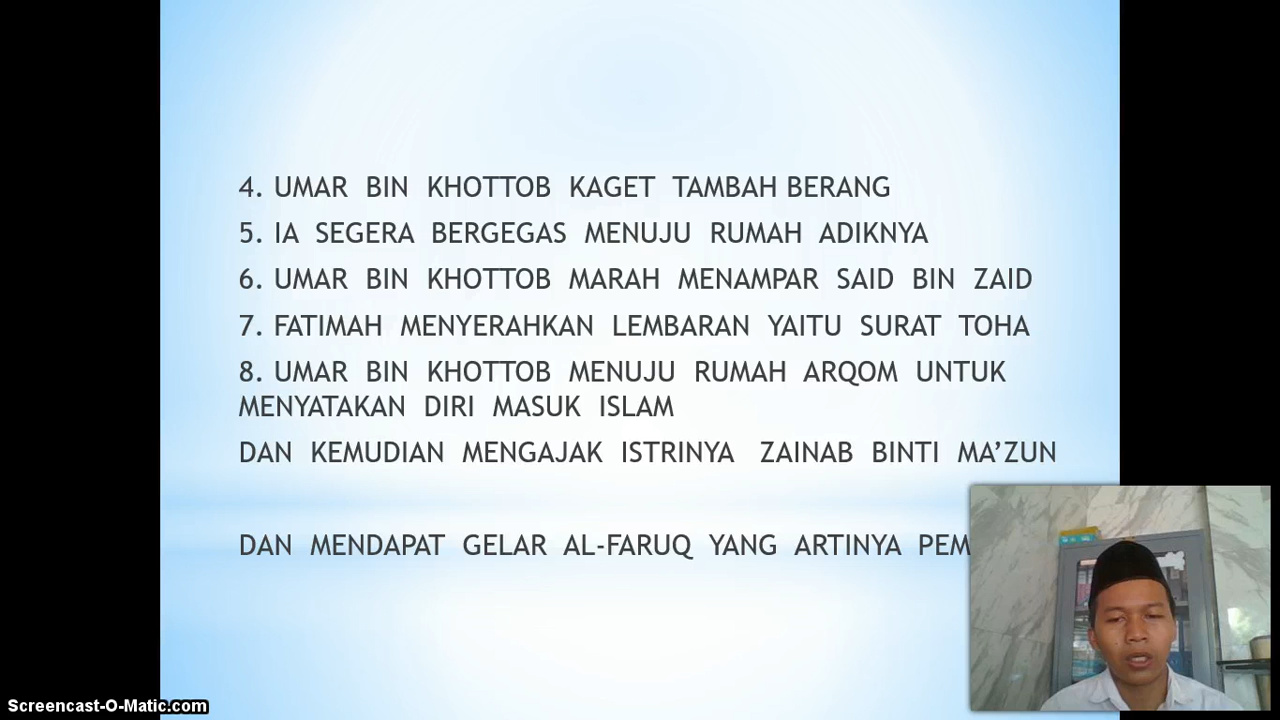 4. UMAR BIN KHOTTOB KAGET TAMBAH BERANG
5. IA SEGERA BERGEGAS MENUJU RUMAH ADIKNYA
6. UMAR BIN KHOTTOB MARAH MENAMPAR SAID BIN ZAID
7. FATIMAH MENYERAHKAN LEMBARAN YAITU SURAT TOHA
8. UMAR BIN KHOTTOB MENUJU RUMAH ARQOM UNTUK
MENYATAKAN DIRI MASUK ISLAM
DAN KEMUDIAN MENGAJAK ISTRINYA ZAINAB BINTI MA’ZUN
DAN MENDAPAT GELAR AL-FARUQ YANG ARTINYA
Screencast-O-Matic.com